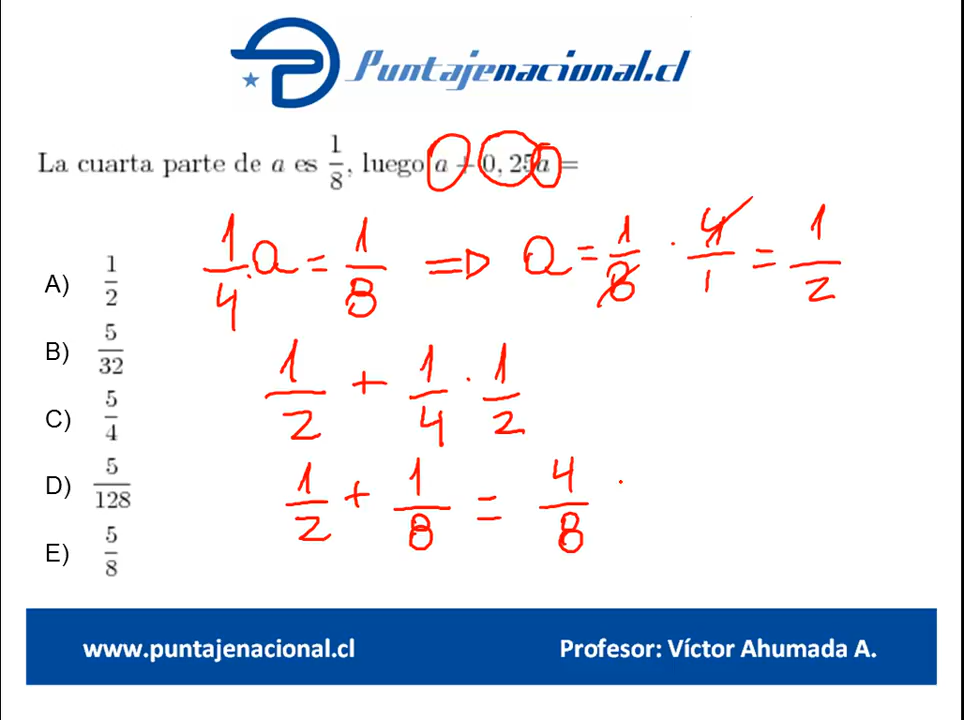 Puntajenacional.cl
La cuarta parte de a es 1/8, luego a + 0, 25a =
1/4 · a = 1/8 ⇒ a = 1/8 · 4/1 = 1/2
A) 1/2
B) 5/32
1/2 + 1/4 · 1/2
C) 5/4
D) 5/128
1/2 + 1/8 = 4/8
E) 5/8
www.puntajenacional.cl
Profesor: Víctor Ahumada A.